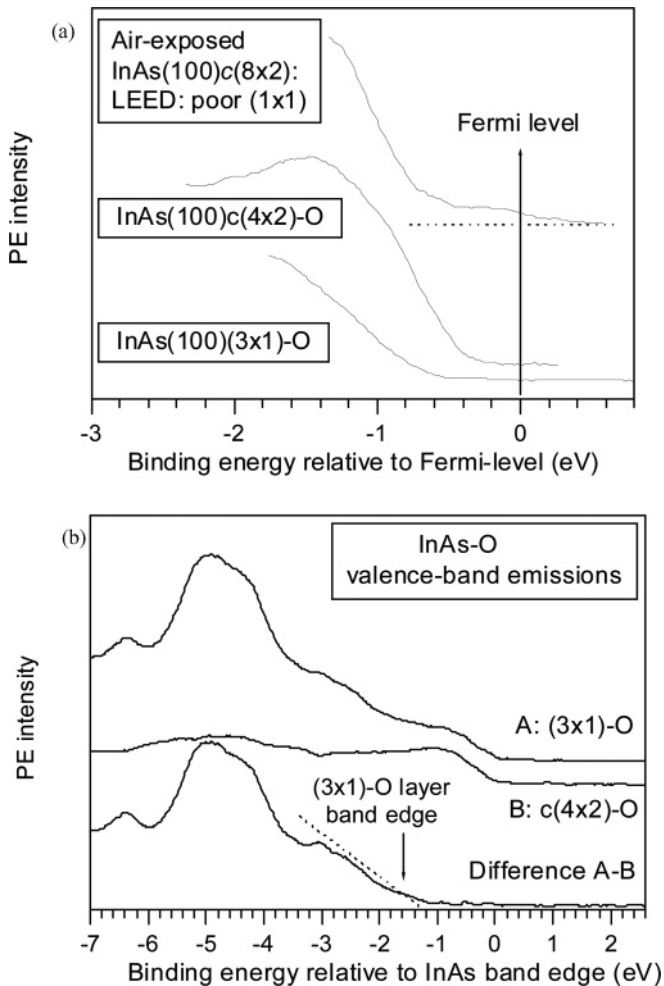 (a)
Air-exposed
InAs(100)c(8x2):
LEED: poor (1x1)
Fermi level
InAs(100)c(4x2)-O
InAs(100)(3x1)-O
PE intensity
-3 -2 -1 0
Binding energy relative to Fermi-level (eV)
(b)
InAs-O
valence-band emissions
PE intensity
A: (3x1)-O
(3x1)-O layer
band edge
B: c(4x2)-O
Difference A-B
-7 -6 -5 -4 -3 -2 -1 0 1 2
Binding energy relative to InAs band edge (eV)